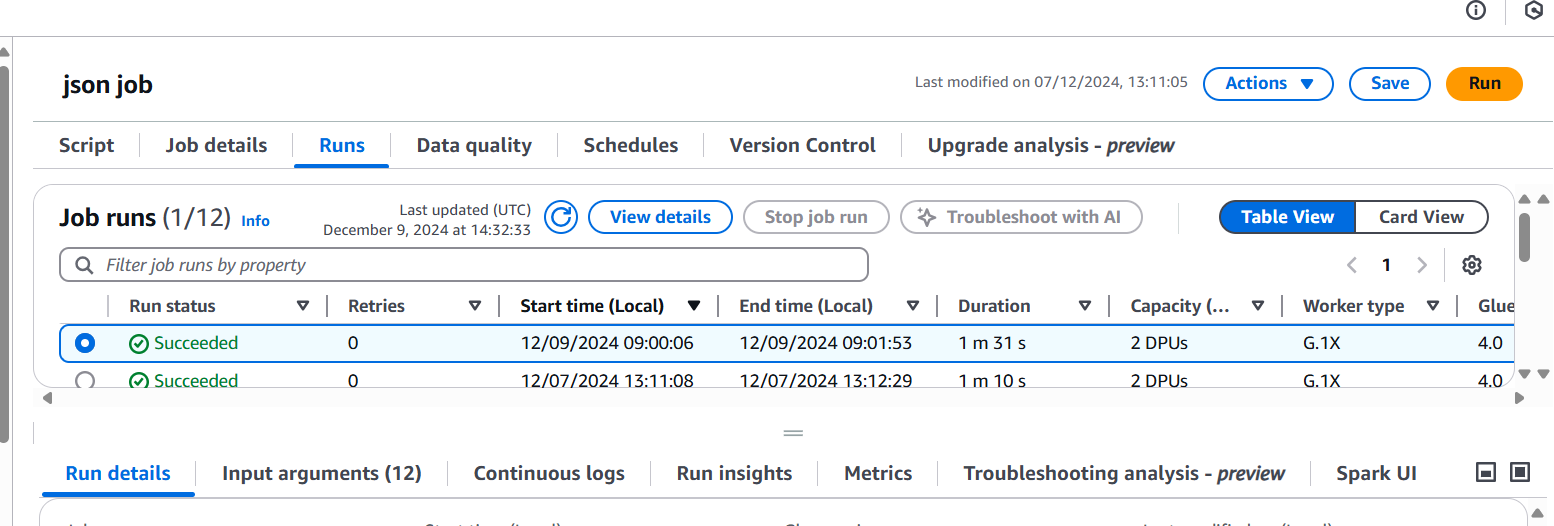 json job
Last modified on 07/12/2024, 13:11:05 Actions Save Run
Script Job details Runs Data quality Schedules Version Control Upgrade analysis - preview
Job runs (1/12) Info
Last updated (UTC)
December 9, 2024 at 14:32:33
View details Stop job run Troubleshoot with AI Table View Card View
Filter job runs by property
1
Run status Retries Start time (Local) End time (Local) Duration Capacity (... Worker type Glue
Succeeded 0 12/09/2024 09:00:06 12/09/2024 09:01:53 1 m 31 s 2 DPUs G.1X 4.0
Succeeded 0 12/07/2024 13:11:08 12/07/2024 13:12:29 1 m 10 s 2 DPUs G.1X 4.0
Run details Input arguments (12) Continuous logs Run insights Metrics Troubleshooting analysis - preview Spark UI